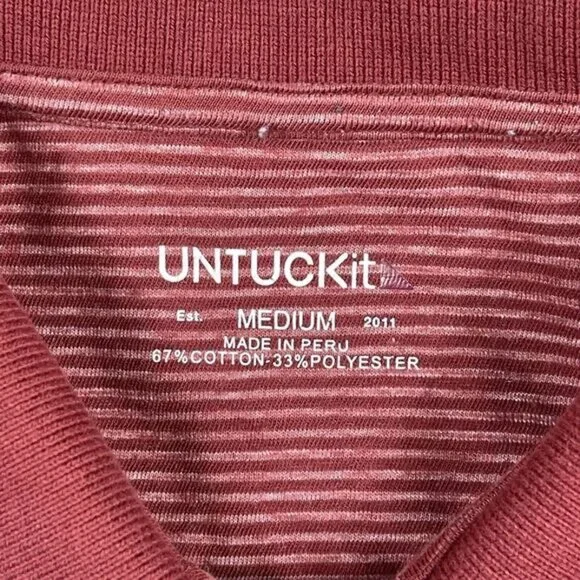 UNTUCKit
Est. MEDIUM 2011
MADE IN PERU
67%COTTON-33%POLYESTER